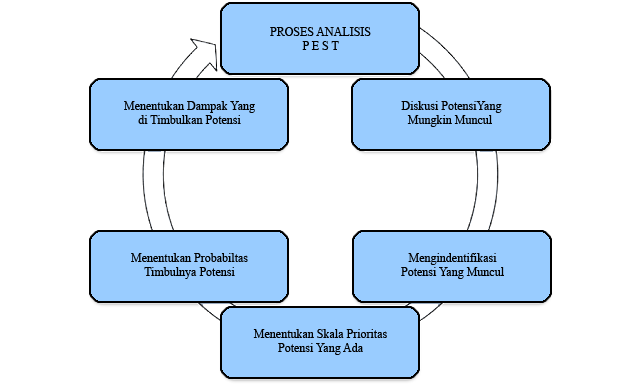 PROSES ANALISIS
P E S T
Diskusi PotensiYang
Mungkin Muncul
Mengindentifikasi
Potensi Yang Muncul
Menentukan Skala Prioritas
Potensi Yang Ada
Menentukan Probabiltas
Timbulnya Potensi
Menentukan Dampak Yang
di Timbulkan Potensi